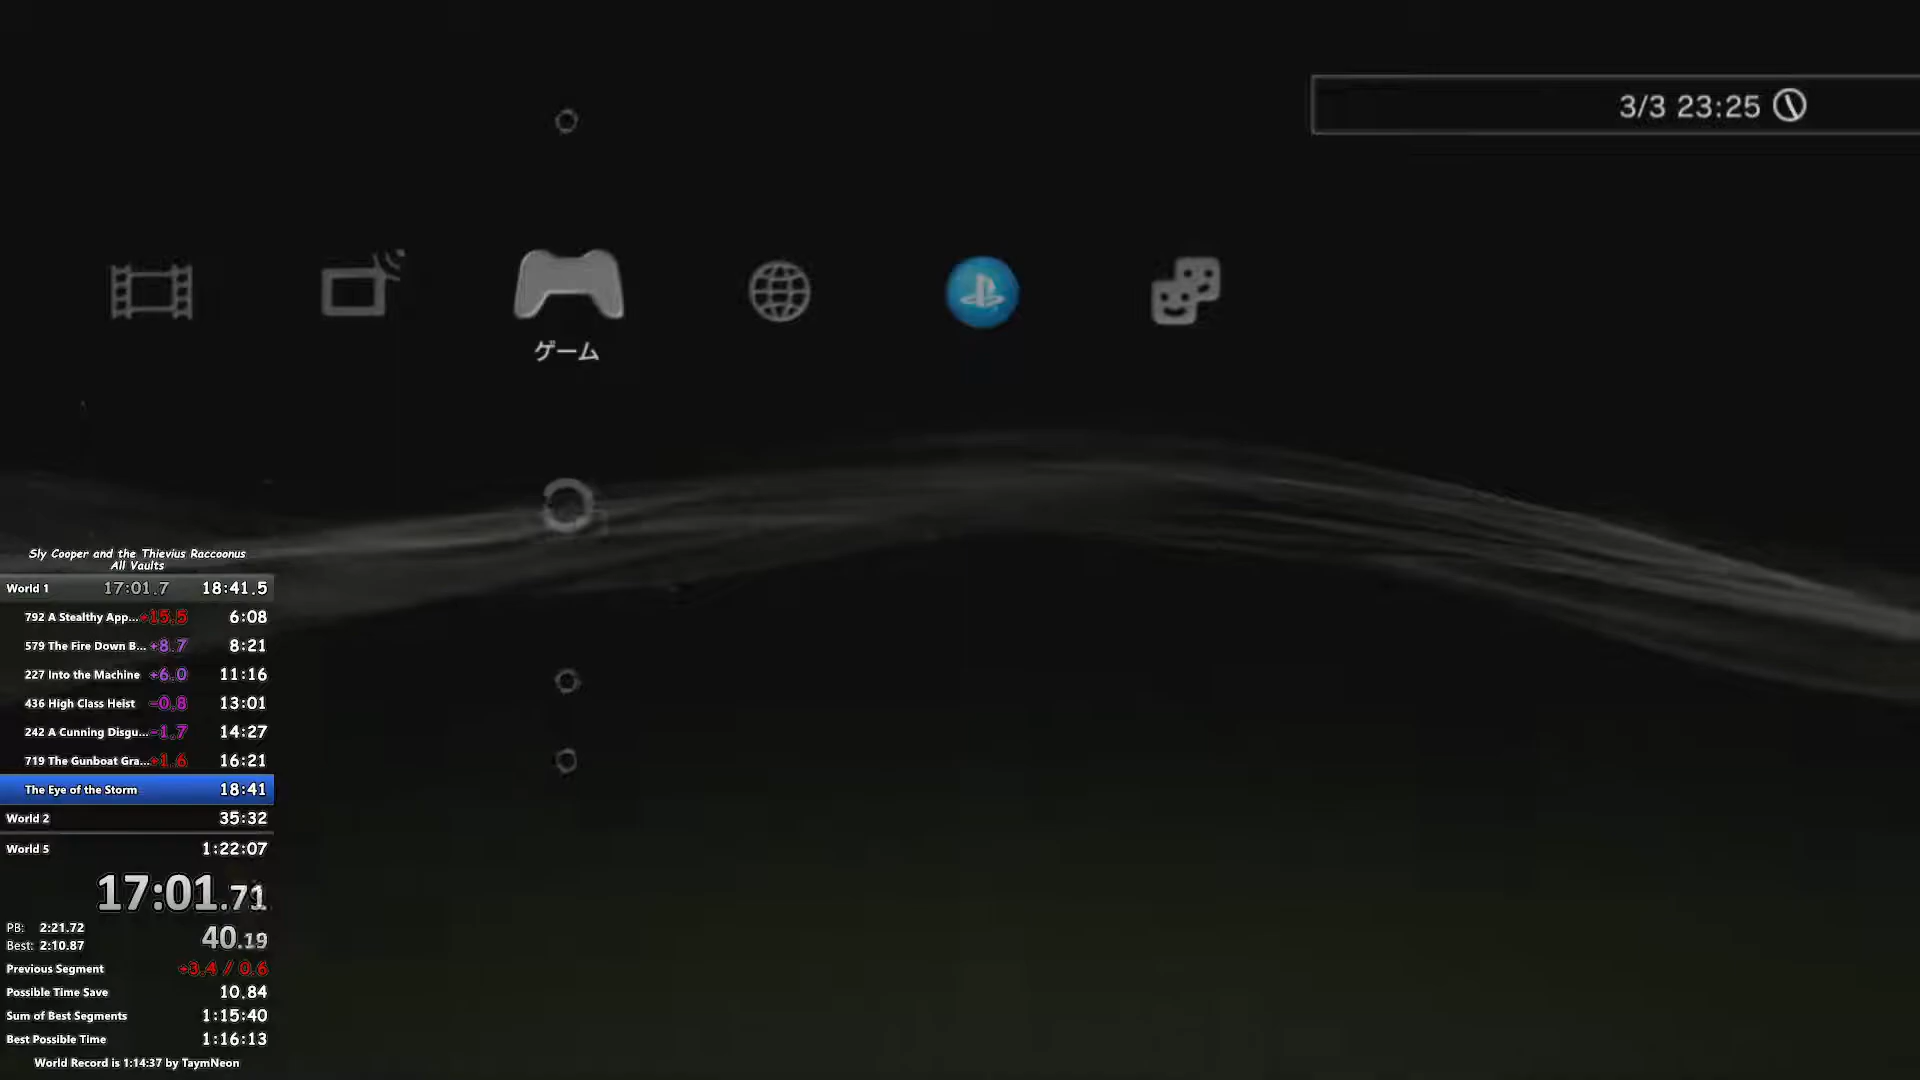 3/3 23:25
ゲーム
Sly Cooper and the Thievius Raccoonus
All Vaults
World 1 17:01.7 18:41.5
792 A Stealthy App... +15.5 6:08
579 The Fire Down B... +8.7 8:21
227 Into the Machine +6.0 11:16
436 High Class Heist -0.8 13:01
242 A Cunning Disgu... -1.7 14:27
719 The Gunboat Gra... +1.6 16:21
The Eye of the Storm 18:41
World 2 35:32
World 5 1:22:07
17:01.71
PB: 2:21.72
40.19
Best: 2:10.87
Previous Segment +3.4 / 0.6
Possible Time Save 10.84
Sum of Best Segments 1:15:40
Best Possible Time 1:16:13
World Record is 1:14:37 by TaymNeon